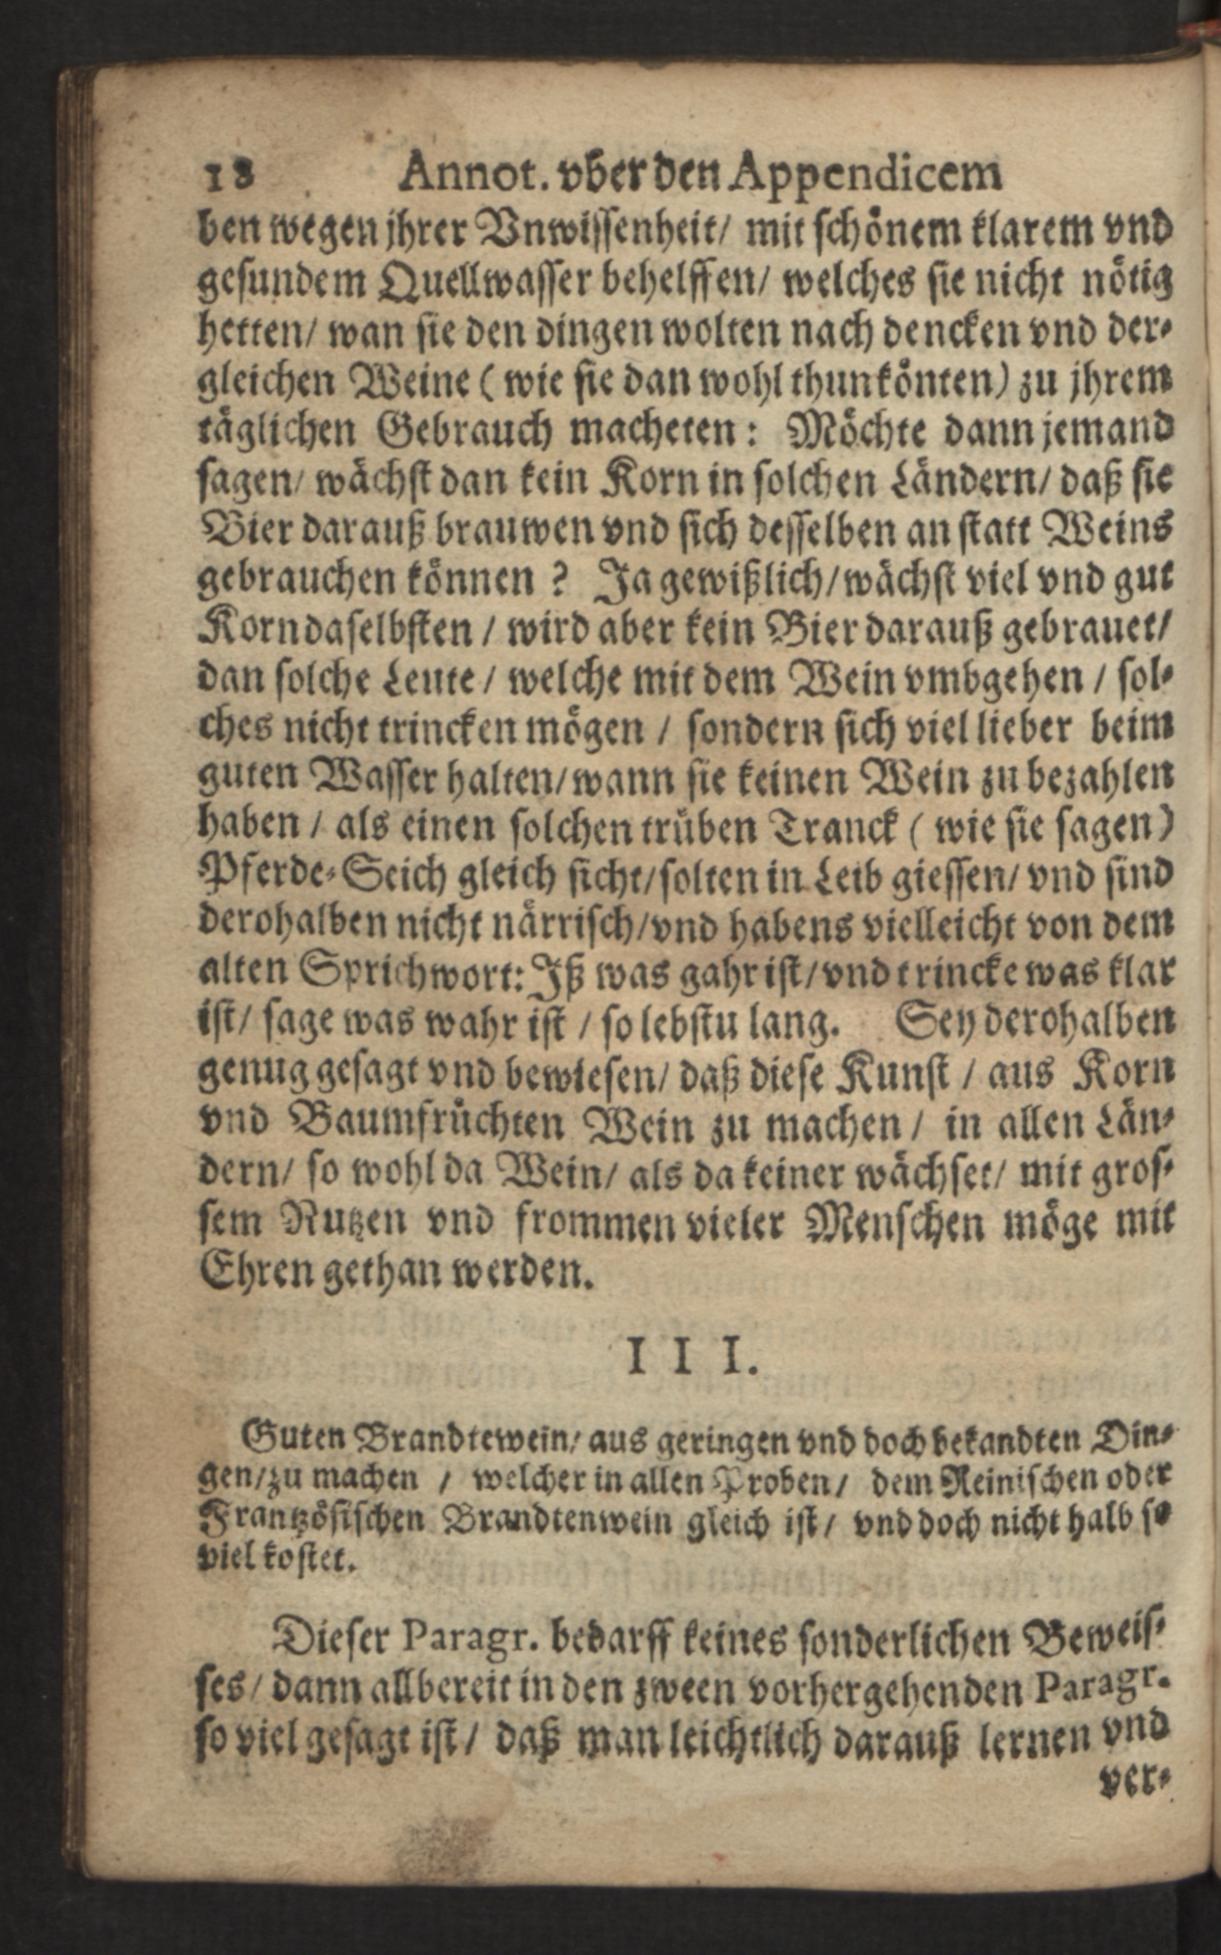 18 Annot. vber den Appendicem
ben wegen jhrer Vnwissenheit/ mit schönem klarem vnd
gesundem Quellwasser behelffen/ welches sie nicht nötig
hetten/ wan sie den dingen wolten nach dencken vnd der-
gleichen Weine (wie sie dan wohl thun könten) zu jhrem
täglichen Gebrauch macheten: Möchte dann jemand
sagen/ wächst dan kein Korn in solchen Ländern/ daß sie
Bier darauß brauwen vnd sich desselben an statt Weins
gebrauchen können? Ja gewißlich/ wächst viel vnd gut
Korn daselbsten/ wird aber kein Bier darauß gebrauet/
dan solche Leute/ welche mit dem Wein vmbgehen/ sol-
ches nicht trincken mögen/ sondern sich viel lieber beim
guten Wasser halten/ wann sie keinen Wein zu bezahlen
haben/ als einen solchen trüben Tranck (wie sie sagen)
Pferde-Seich gleich sicht/ solten in Leib giessen/ vnd sind
derohalben nicht närrisch/ vnd habens vielleicht von dem
alten Sprichwort: Iß was gahr ist/ vnd trincke was klar
ist/ sage was wahr ist/ so lebstu lang. Sey derohalben
genug gesagt vnd bewiesen/ daß diese Kunst/ aus Korn
vnd Baumfrüchten Wein zu machen/ in allen Län-
dern/ so wohl da Wein/ als da keiner wächset/ mit gros-
sem Nutzen vnd frommen vieler Menschen möge mit
Ehren gethan werden.
III.
Guten Brandtewein/ aus geringen vnd doch bekandten Din-
gen/ zu machen/ welcher in allen Proben/ dem Reinischen oder
Frantzösischen Brandtenwein gleich ist/ vnd doch nicht halb so
viel kostet.
Dieser Paragr. bedarff keines sonderlichen Beweis-
ses/ dann allbereit in den zween vorhergehenden Paragr.
so viel gesagt ist/ daß man leichtlich darauß lernen vnd
ver-